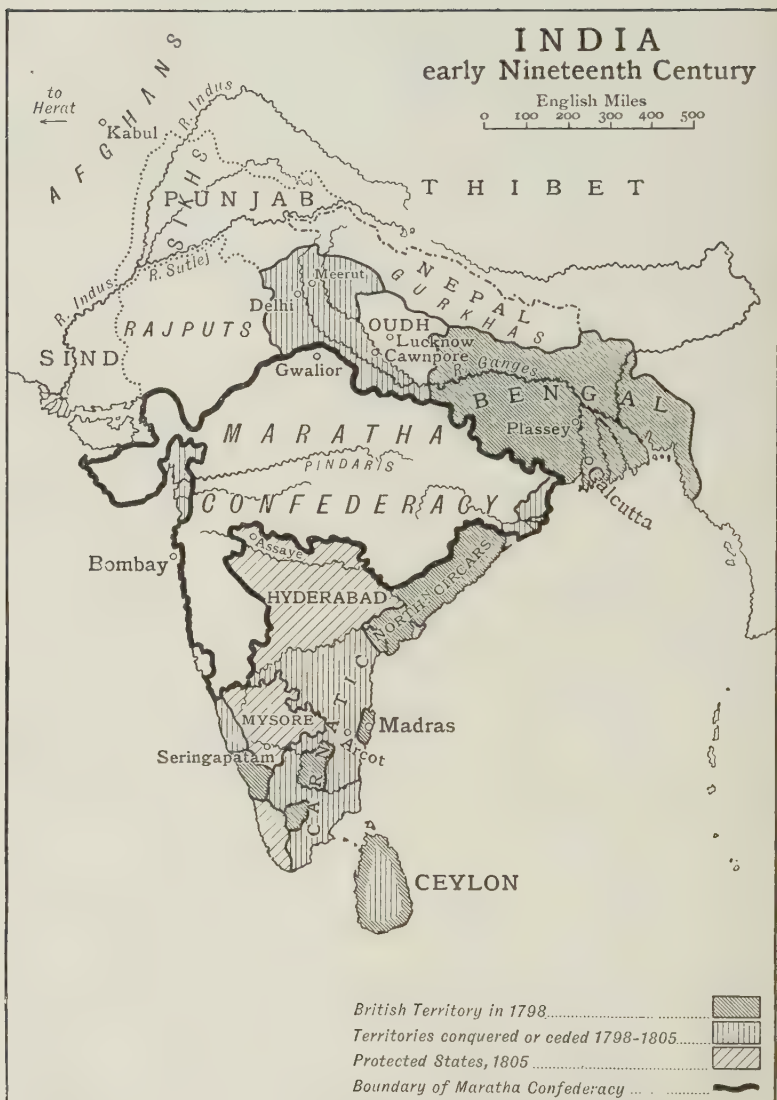 INDIA
early Nineteenth Century
English Miles
0 100 200 300 400 500
to
Herat
AFGHANS
Kabul
R. Indus
SIKHS
PUNJAB
THIBET
R. Sutlej
R. Indus
Meerut
Delhi
NEPAL
GURKHAS
RAJPUTS
OUDH
Lucknow
Cawnpore
SIND
Gwalior
R. Ganges
BENGAL
Plassey
Calcutta
MARATHA
PINDARIS
CONFEDERACY
Assaye
Bombay
HYDERABAD
NORTHN CIRCARS
MYSORE
Madras
Seringapatam
Arcot
CARNATIC
CEYLON
British Territory in 1798
Territories conquered or ceded 1798-1805
Protected States, 1805
Boundary of Maratha Confederacy